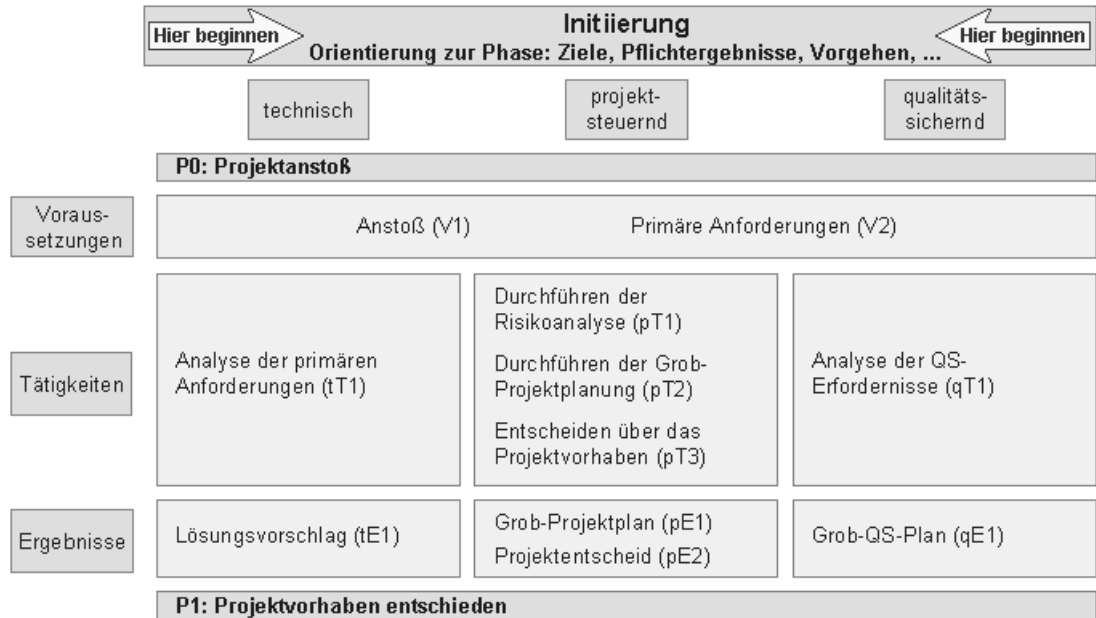 Initiierung
Hier beginnen
Hier beginnen
Orientierung zur Phase: Ziele, Pflichtergebnisse, Vorgehen, ...
technisch
projekt-
steuernd
qualitäts-
sichernd
P0: Projektanstoß
Voraus-
setzungen
Anstoß (V1)
Primäre Anforderungen (V2)
Tätigkeiten
Analyse der primären
Anforderungen (tT1)
Durchführen der
Risikoanalyse (pT1)
Durchführen der Grob-
Projektplanung (pT2)
Entscheiden über das
Projektvorhaben (pT3)
Analyse der QS-
Erfordernisse (qT1)
Ergebnisse
Lösungsvorschlag (tE1)
Grob-Projektplan (pE1)
Projektentscheid (pE2)
Grob-QS-Plan (qE1)
P1: Projektvorhaben entschieden